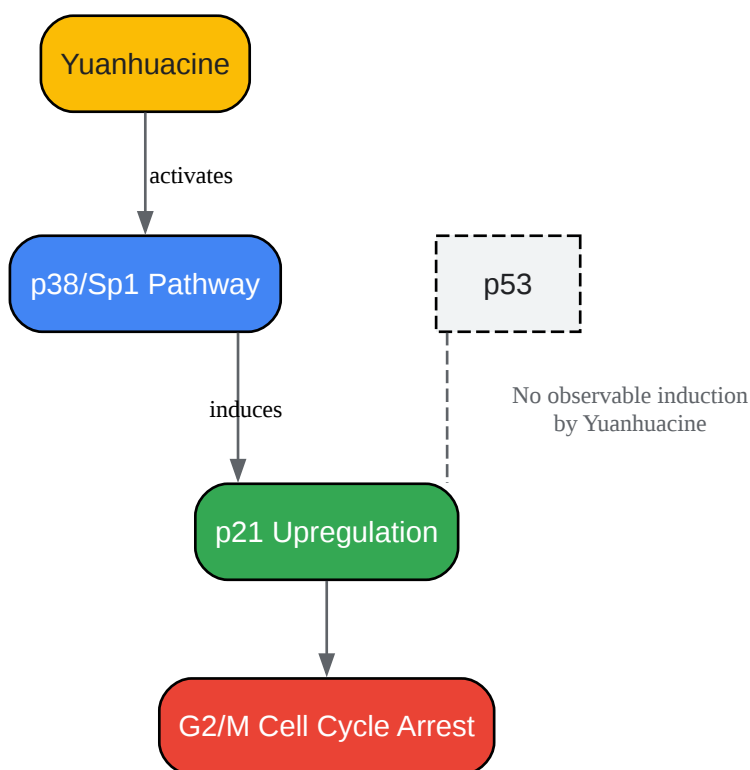 Yuanhuacine
activates
p38/Sp1 Pathway
p53
No observable induction
by Yuanhuacine
induces
p21 Upregulation
G2/M Cell Cycle Arrest